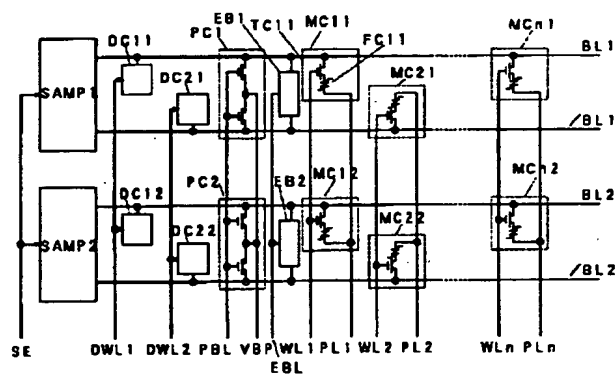 EB1 TC11 MC11
DC11 PC1 FC11 MCn1
BL1
DC21 MC21
SAMP1
/BL1
DC12 PC2 EB2 MC12 MCn2
BL2
DC22 MC22
SAMP2
/BL2
SE DWL1 DWL2 PBL VBP WL1 PL1 WL2 PL2 WLn PLn
EBL